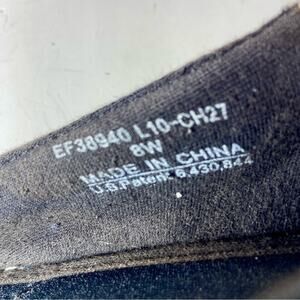 EF38940 L10-CH27
8W
MADE IN CHINA
U.S.Patent 6,430,844